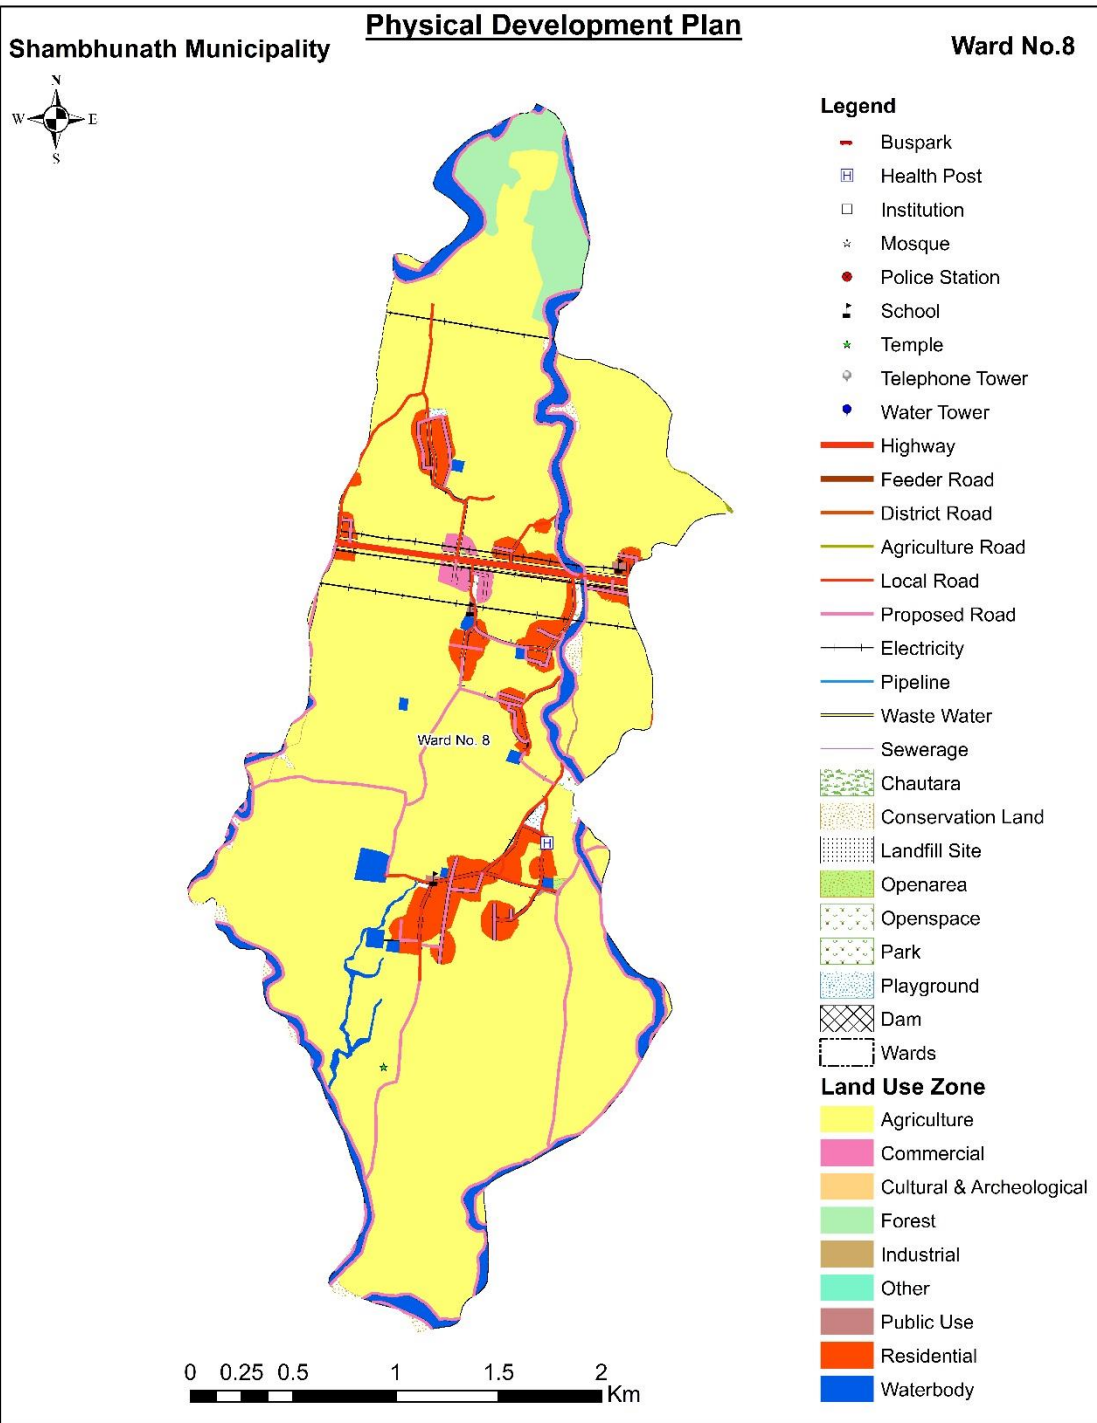 Physical Development Plan
Shambhunath Municipality
Ward No.8
N
W E
S
Legend
Buspark
H Health Post
Institution
Mosque
Police Station
School
Temple
Telephone Tower
Water Tower
Highway
Feeder Road
District Road
Agriculture Road
Local Road
Proposed Road
Electricity
Pipeline
Waste Water
Sewerage
Chautara
Conservation Land
Landfill Site
Openarea
Openspace
Park
Playground
Dam
Wards
Land Use Zone
Agriculture
Commercial
Cultural & Archeological
Forest
Industrial
Other
Public Use
Residential
Waterbody
Ward No. 8
H
0 0.25 0.5 1 1.5 2
Km